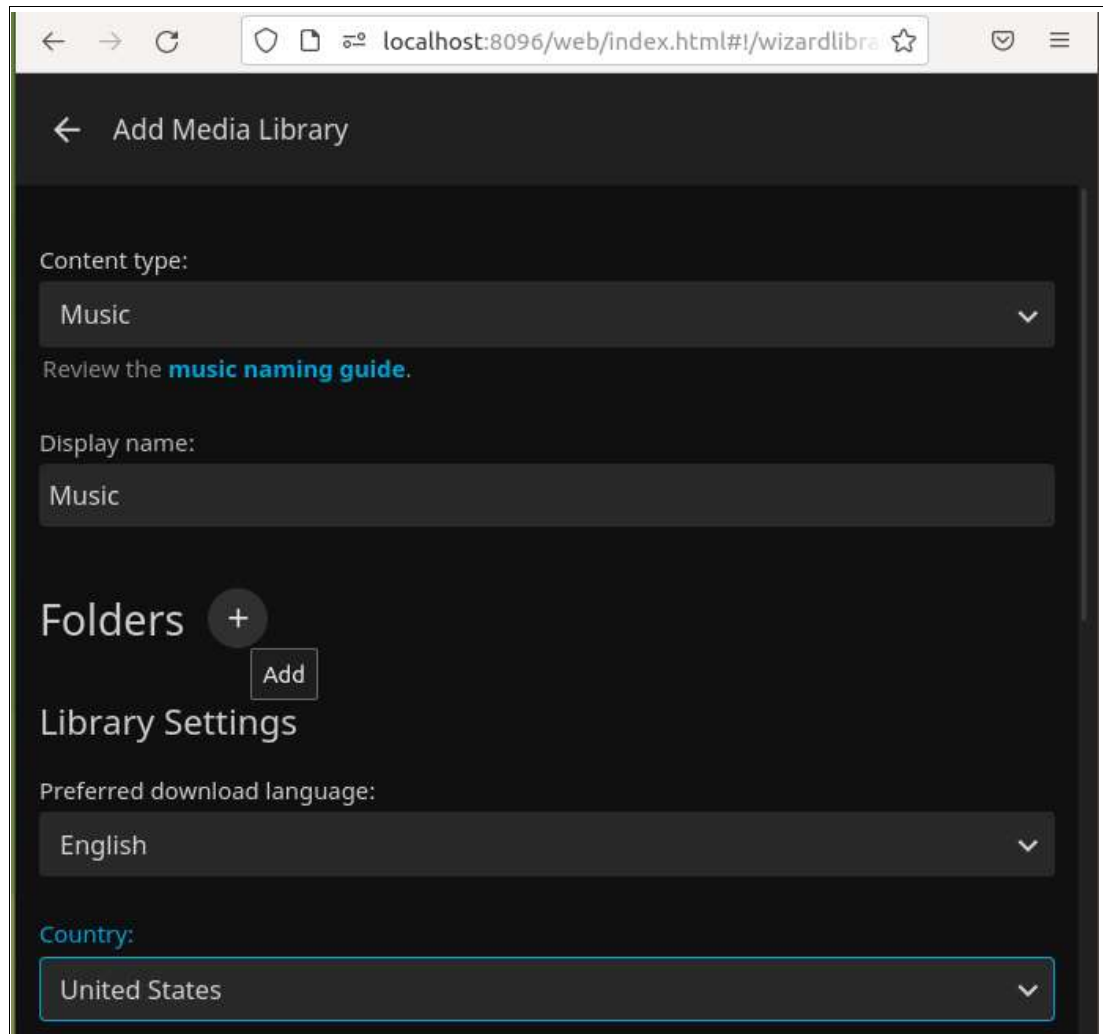 localhost:8096/web/index.html#!/wizardlibra
Add Media Library
Content type:
Music
Review the music naming guide.
Display name:
Music
Folders +
Add
Library Settings
Preferred download language:
English
Country:
United States